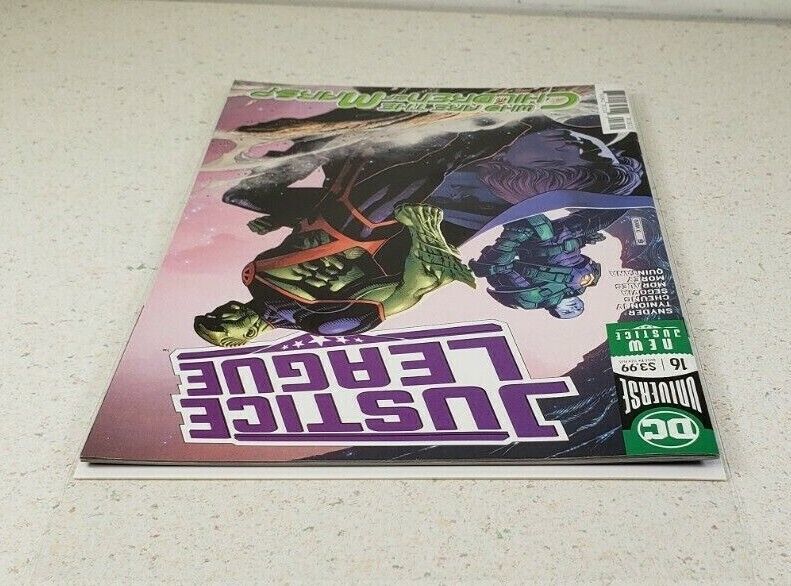 DC
UNIVERSE
16 | $3.99
NEW
JUSTICE
JUSTICE
LEAGUE
SNYDER
TYNION IV
CHEUNG
SEGOVIA
MORALES
MOREY
QUINTANA
WHO ARE THE
CHILDREN OF MARS?